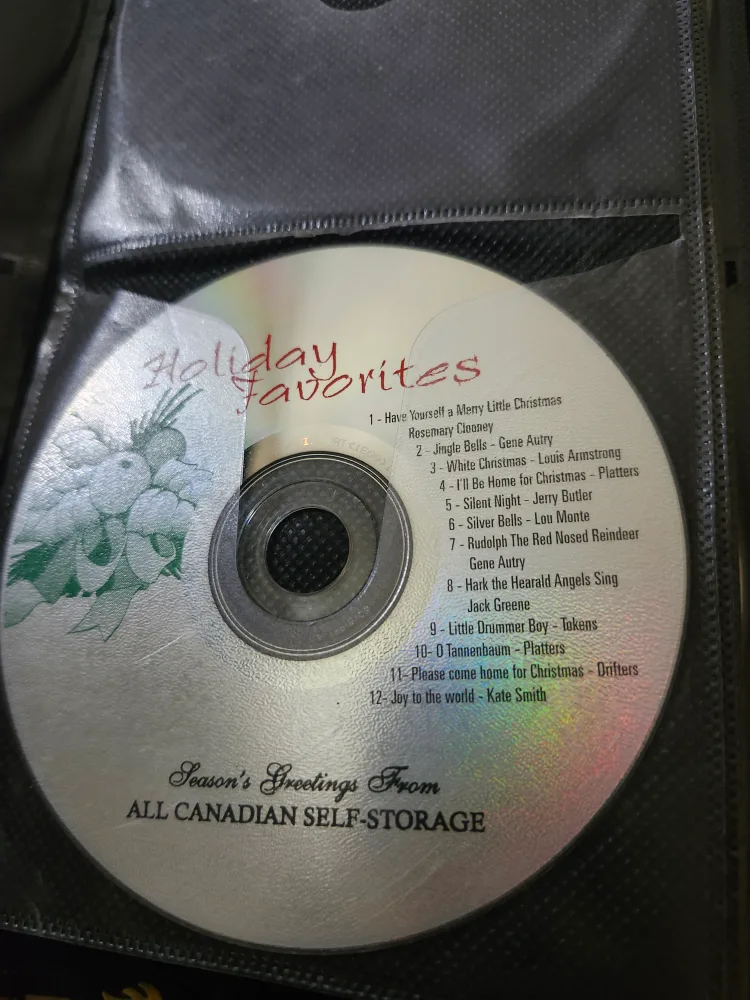 Holiday
Favorites
1 - Have Yourself a Merry Little Christmas
Rosemary Clooney
2 - Jingle Bells - Gene Autry
3 - White Christmas - Louis Armstrong
4 - I'll Be Home for Christmas - Platters
5 - Silent Night - Jerry Butler
6 - Silver Bells - Lou Monte
7 - Rudolph The Red Nosed Reindeer
Gene Autry
8 - Hark the Hearald Angels Sing
Jack Greene
9 - Little Drummer Boy - Tokens
10- O Tannenbaum - Platters
11- Please come home for Christmas - Drifters
12- Joy to the world - Kate Smith
Season's Greetings From
ALL CANADIAN SELF-STORAGE